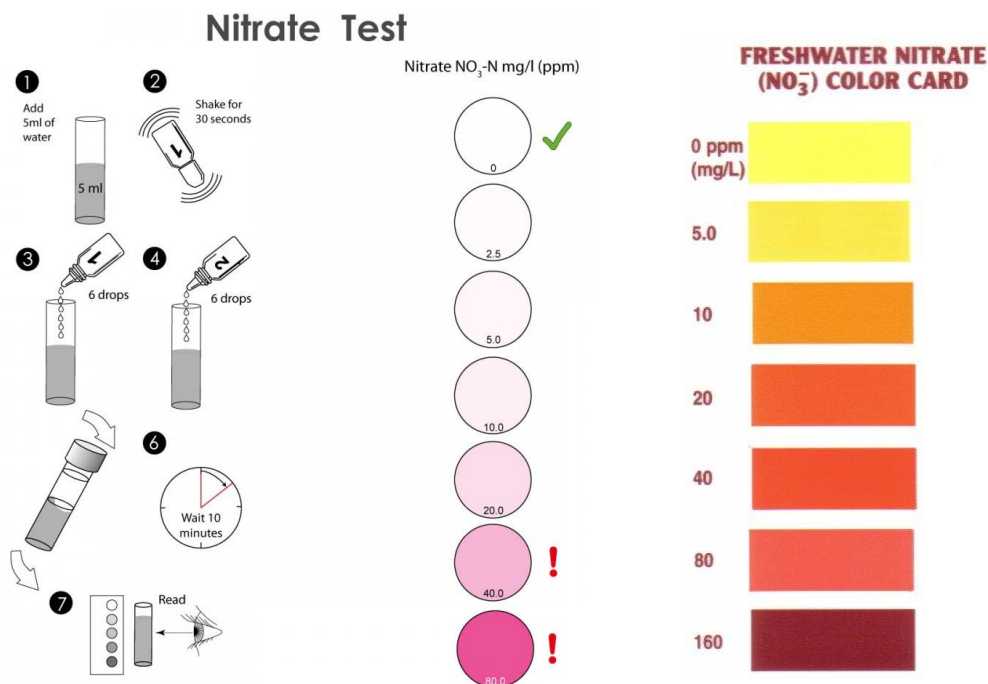 Nitrate Test
1
Add
5ml of
water
5 ml
2
Shake for
30 seconds
1
3
1
6 drops
4
2
6 drops
6
Wait 10
minutes
7
Read
Nitrate NO₃-N mg/l (ppm)
0
2.5
5.0
10.0
20.0
40.0
!
80.0
!
FRESHWATER NITRATE
(NO₃⁻) COLOR CARD
0 ppm
(mg/L)
5.0
10
20
40
80
160